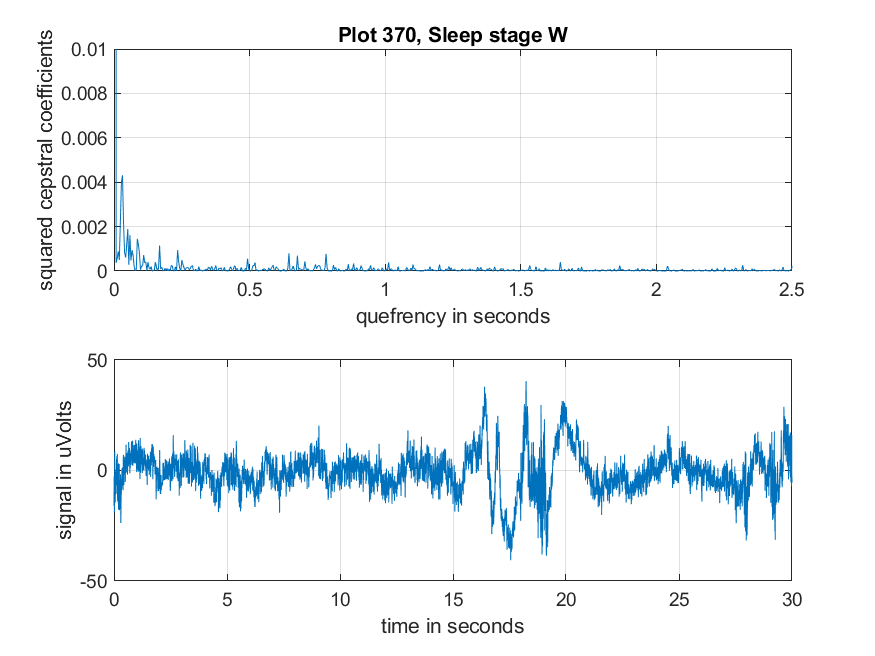 Plot 370, Sleep stage W
squared cepstral coefficients
0.01
0.008
0.006
0.004
0.002
0
0 0.5 1 1.5 2 2.5
quefrency in seconds
signal in uVolts
50
0
-50
0 5 10 15 20 25 30
time in seconds